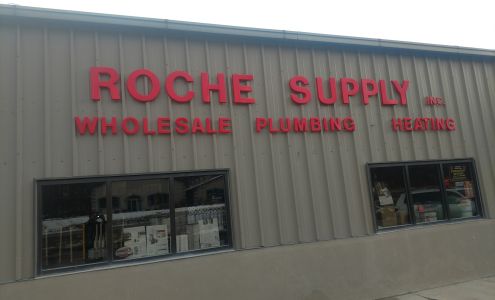 ROCHE SUPPLY INC.
WHOLESALE PLUMBING HEATING